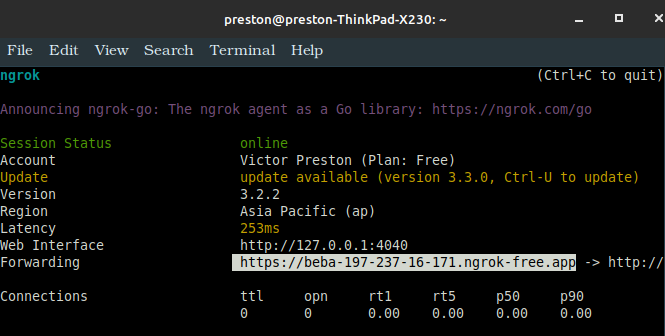 preston@preston-ThinkPad-X230: ~
File Edit View Search Terminal Help
ngrok (Ctrl+C to quit)
Announcing ngrok-go: The ngrok agent as a Go library: https://ngrok.com/go
Session Status online
Account Victor Preston (Plan: Free)
Update update available (version 3.3.0, Ctrl-U to update)
Version 3.2.2
Region Asia Pacific (ap)
Latency 253ms
Web Interface http://127.0.0.1:4040
Forwarding https://beba-197-237-16-171.ngrok-free.app -> http://
Connections ttl opn rt1 rt5 p50 p90
0 0 0.00 0.00 0.00 0.00